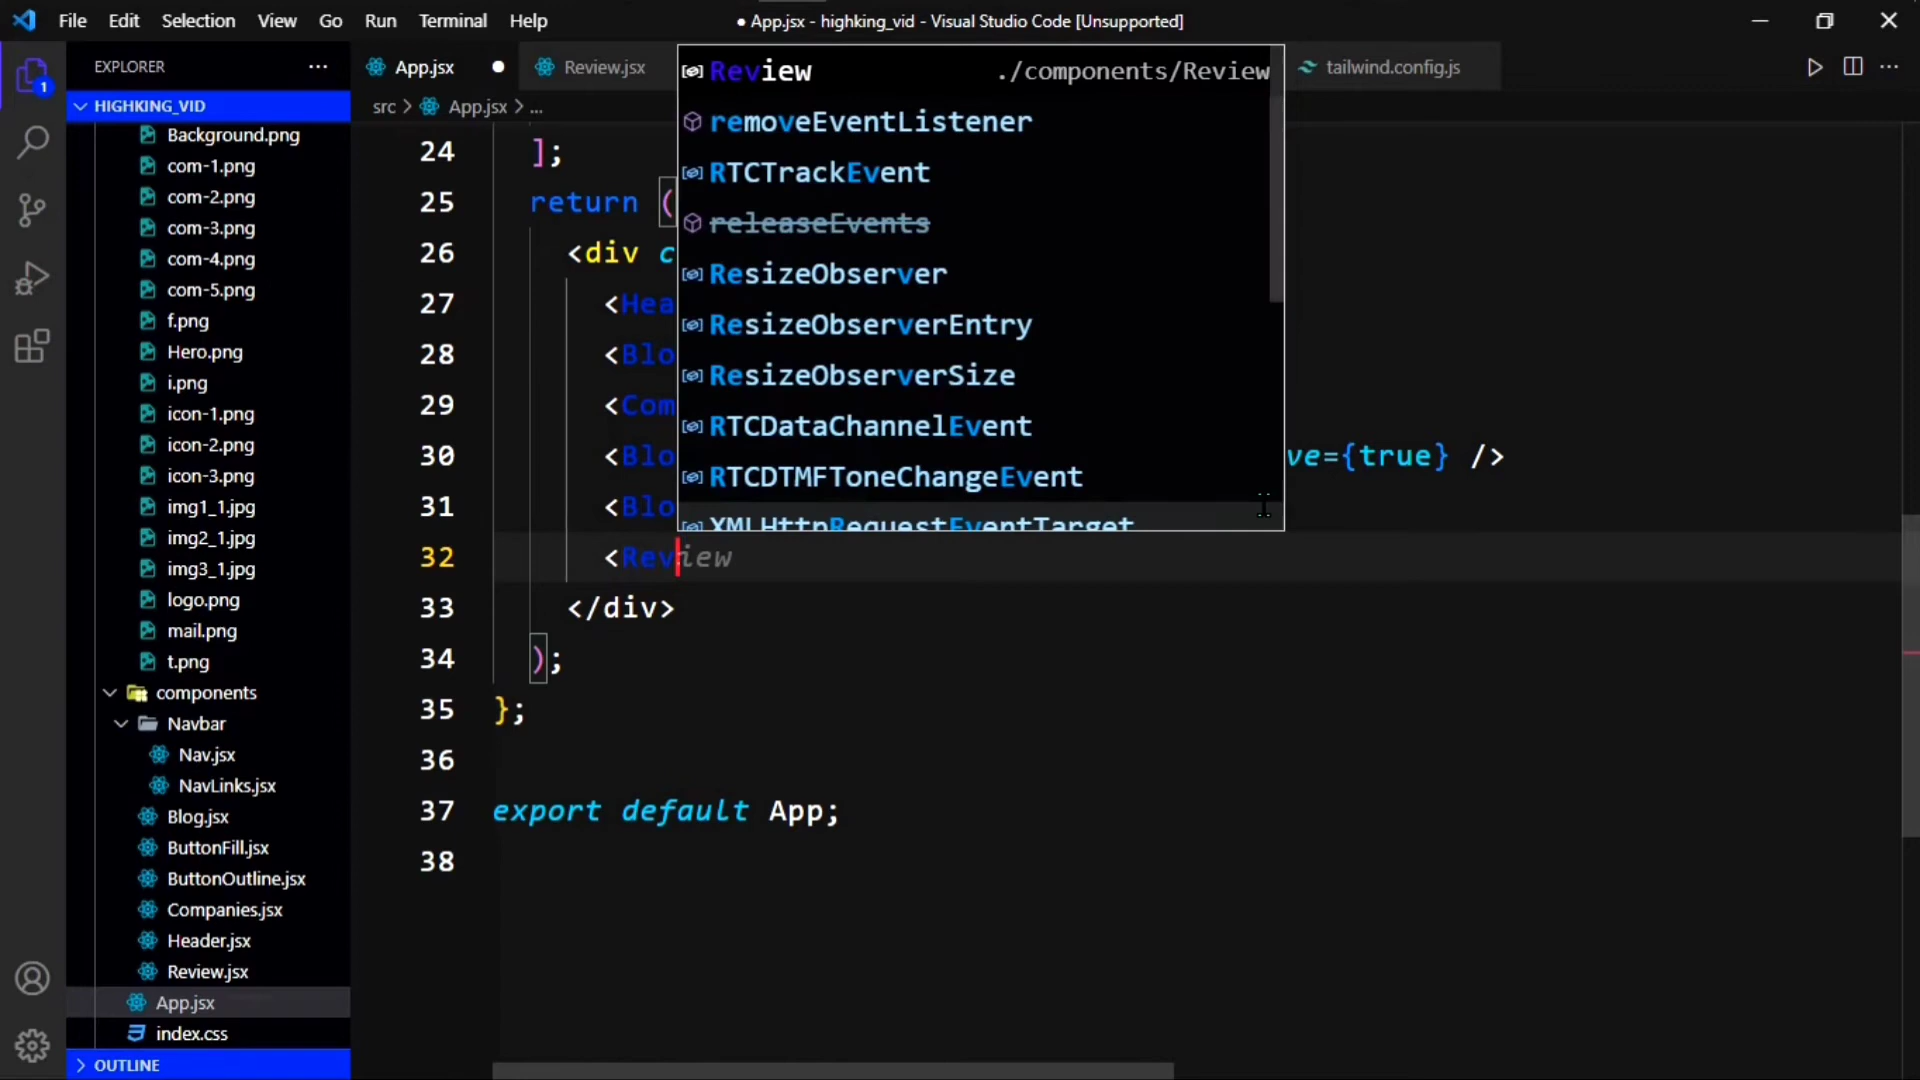 File Edit Selection View Go Run Terminal Help
● App.jsx - highking_vid - Visual Studio Code [Unsupported]
EXPLORER
HIGHKING_VID
Background.png
com-1.png
com-2.png
com-3.png
com-4.png
com-5.png
f.png
Hero.png
i.png
icon-1.png
icon-2.png
icon-3.png
img1_1.jpg
img2_1.jpg
img3_1.jpg
logo.png
mail.png
t.png
components
Navbar
Nav.jsx
NavLinks.jsx
Blog.jsx
ButtonFill.jsx
ButtonOutline.jsx
Companies.jsx
Header.jsx
Review.jsx
App.jsx
index.css
OUTLINE
1
App.jsx
Review.jsx
tailwind.config.js
src > App.jsx > ...
24 ];
25 return (
26 <div c
27 <Hea
28 <Blo
29 <Com
30 <Blo ve={true} />
31 <Blo
32 <Review
33 </div>
34 );
35 };
36
37 export default App;
38
Review ./components/Review
removeEventListener
RTCTrackEvent
releaseEvents
ResizeObserver
ResizeObserverEntry
ResizeObserverSize
RTCDataChannelEvent
RTCDTMFToneChangeEvent
XMLHttpRequestEventTarget